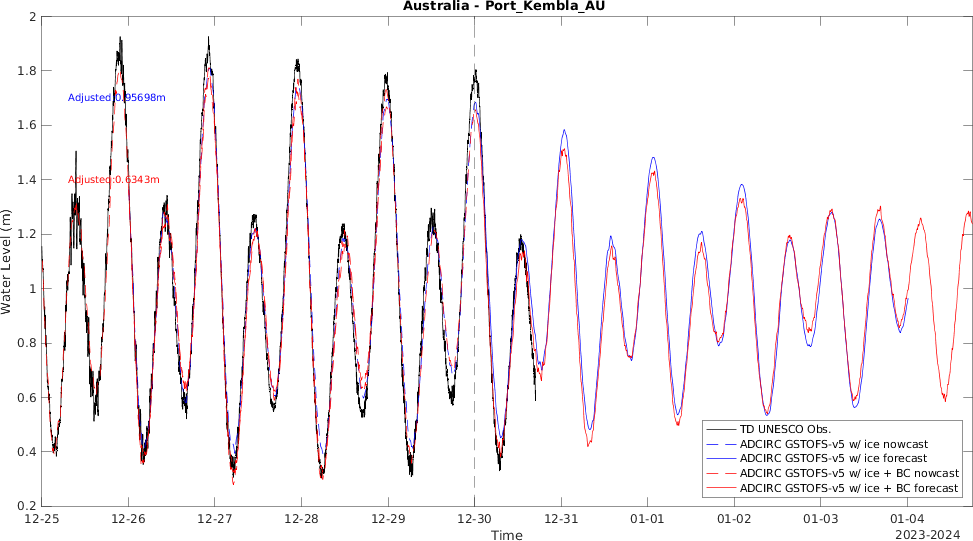 Australia - Port_Kembla_AU
2
1.8
1.6
1.4
1.2
1
0.8
0.6
0.4
0.2
Water Level (m)
Adjusted:0.95698m
Adjusted:0.6343m
TD UNESCO Obs.
ADCIRC GSTOFS-v5 w/ ice nowcast
ADCIRC GSTOFS-v5 w/ ice forecast
ADCIRC GSTOFS-v5 w/ ice + BC nowcast
ADCIRC GSTOFS-v5 w/ ice + BC forecast
12-25 12-26 12-27 12-28 12-29 12-30 12-31 01-01 01-02 01-03 01-04
Time
2023-2024